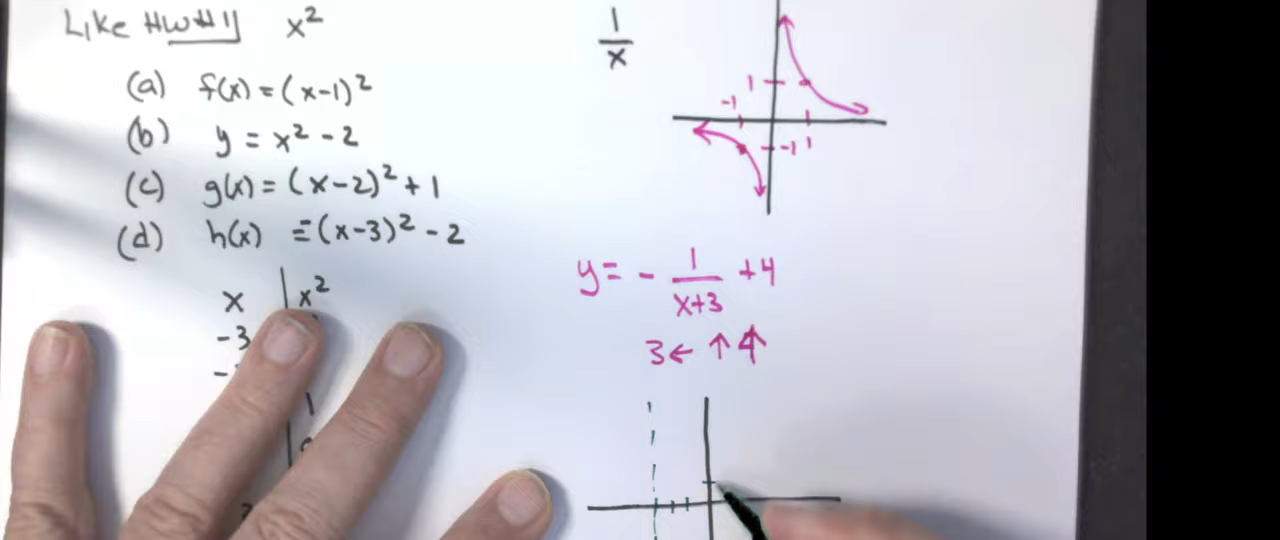 Like HW#11 x²
(a) f(x) = (x-1)²
(b) y = x² - 2
(c) g(x) = (x-2)² + 1
(d) h(x) = (x-3)² - 2
x | x²
-3
-
1
1/x
1
-1
1
-1
y = - 1/(x+3) + 4
3← ↑4